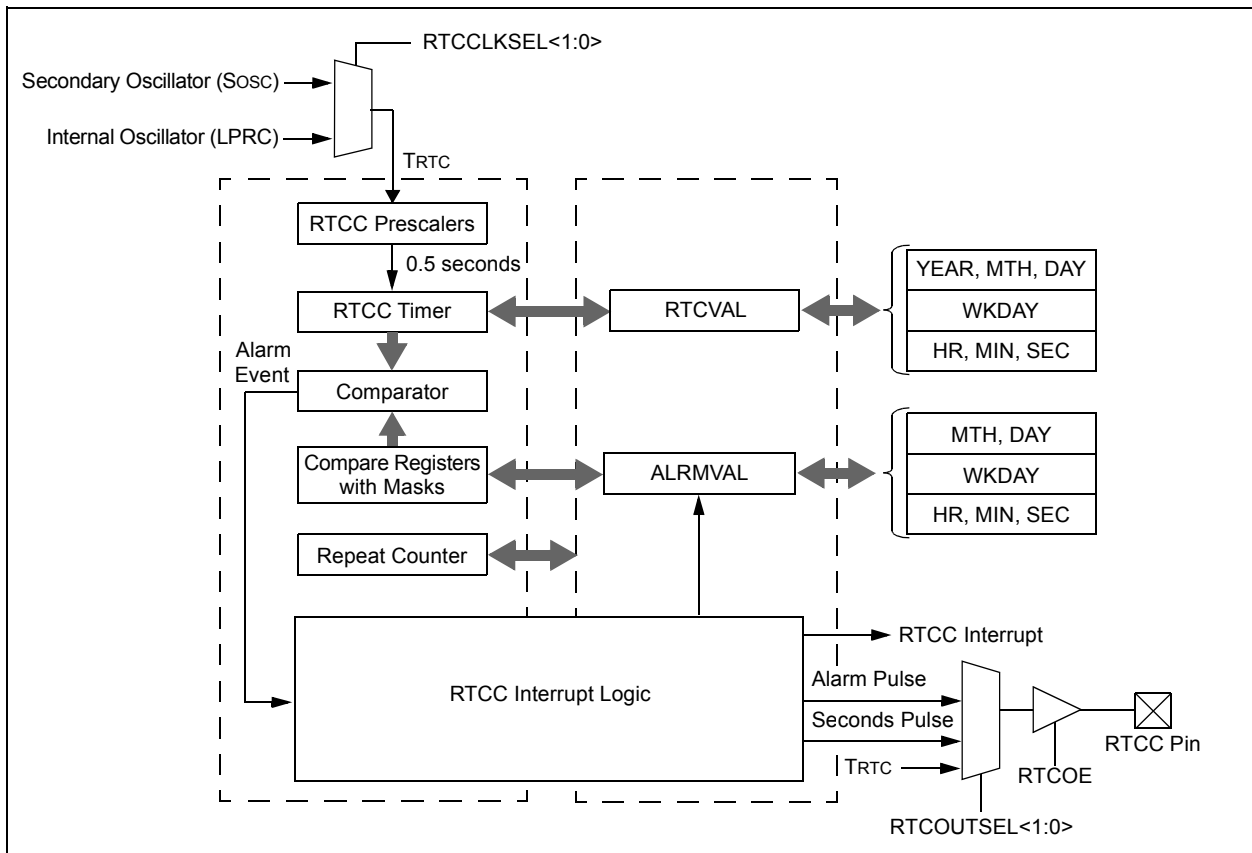 RTCCLKSEL<1:0>
Secondary Oscillator (SOSC)
Internal Oscillator (LPRC)
TRTC
RTCC Prescalers
0.5 seconds
RTCC Timer
RTCVAL
YEAR, MTH, DAY
WKDAY
HR, MIN, SEC
Alarm
Event
Comparator
Compare Registers
with Masks
ALRMVAL
MTH, DAY
WKDAY
HR, MIN, SEC
Repeat Counter
RTCC Interrupt Logic
RTCC Interrupt
Alarm Pulse
Seconds Pulse
TRTC
RTCOE
RTCC Pin
RTCOUTSEL<1:0>